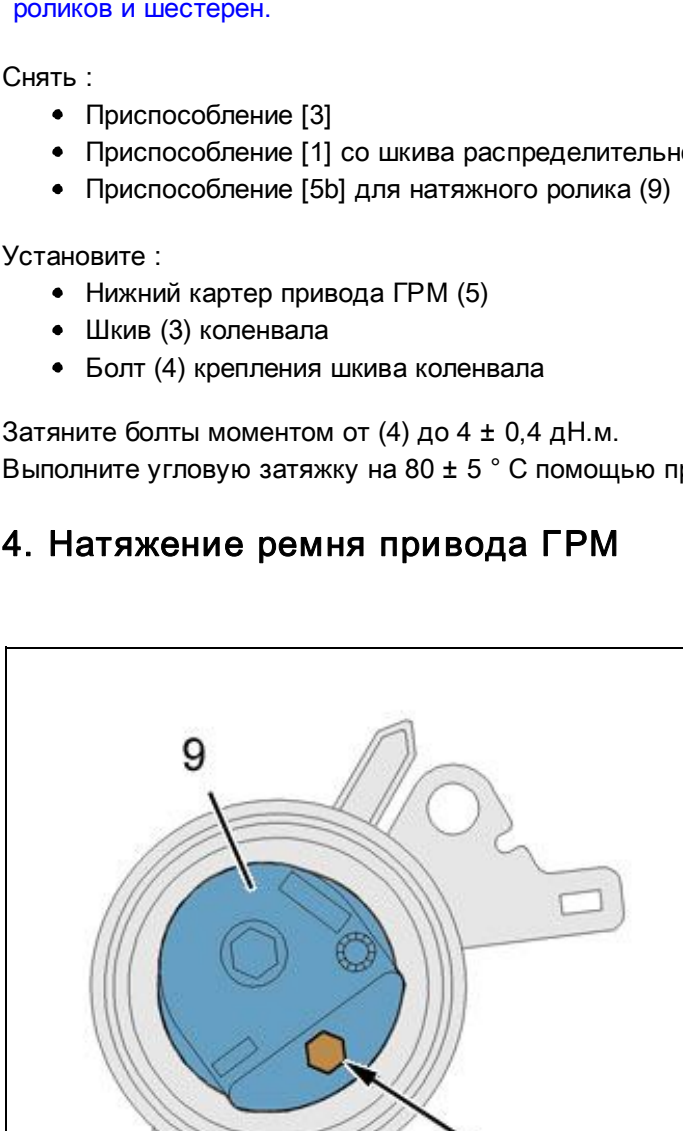 роликов и шестерен.
Снять :
• Приспособление [3]
• Приспособление [1] со шкива
• Приспособление [5b] для натяжного ролика (9)
Установите :
• Нижний картер привода ГРМ (5)
• Шкив (3) коленвала
• Болт (4) крепления шкива коленвала
Затяните болты моментом от (4) до 4 ± 0,4 дН.м.
Выполните угловую затяжку на 80 ± 5 ° С помощью
4. Натяжение ремня привода ГРМ
9